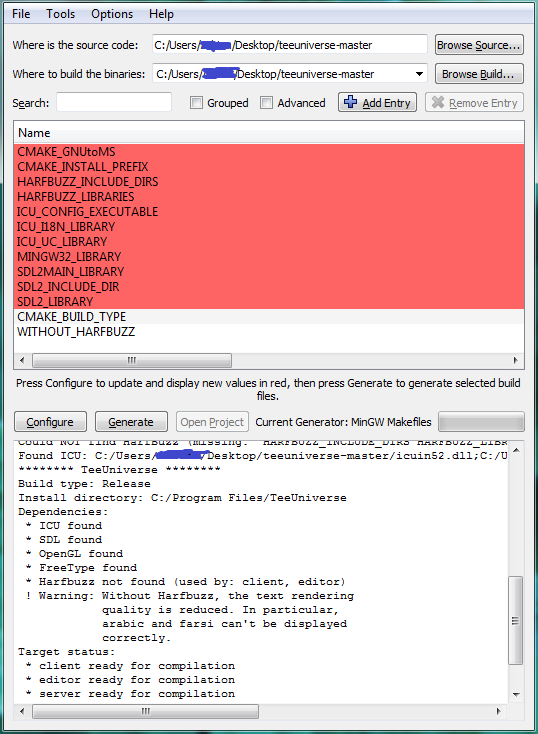 File Tools Options Help
Where is the source code: C:/Users/ /Desktop/teeuniverse-master Browse Source...
Where to build the binaries: C:/Users/ /Desktop/teeuniverse-master Browse Build...
Search: Grouped Advanced Add Entry Remove Entry
Name
CMAKE_GNUtoMS
CMAKE_INSTALL_PREFIX
HARFBUZZ_INCLUDE_DIRS
HARFBUZZ_LIBRARIES
ICU_CONFIG_EXECUTABLE
ICU_I18N_LIBRARY
ICU_UC_LIBRARY
MINGW32_LIBRARY
SDL2MAIN_LIBRARY
SDL2_INCLUDE_DIR
SDL2_LIBRARY
CMAKE_BUILD_TYPE
WITHOUT_HARFBUZZ
Press Configure to update and display new values in red, then press Generate to generate selected build
files.
Configure Generate Open Project Current Generator: MinGW Makefiles
Could NOT find HarfBuzz (missing: HARFBUZZ_INCLUDE_DIRS HARFBUZZ_LIBR
Found ICU: C:/Users/ /Desktop/teeuniverse-master/icuin52.dll;C:/U
******** TeeUniverse ********
Build type: Release
Install directory: C:/Program Files/TeeUniverse
Dependencies:
* ICU found
* SDL found
* OpenGL found
* FreeType found
* Harfbuzz not found (used by: client, editor)
! Warning: Without Harfbuzz, the text rendering
quality is reduced. In particular,
arabic and farsi can't be displayed
correctly.
Target status:
* client ready for compilation
* editor ready for compilation
* server ready for compilation